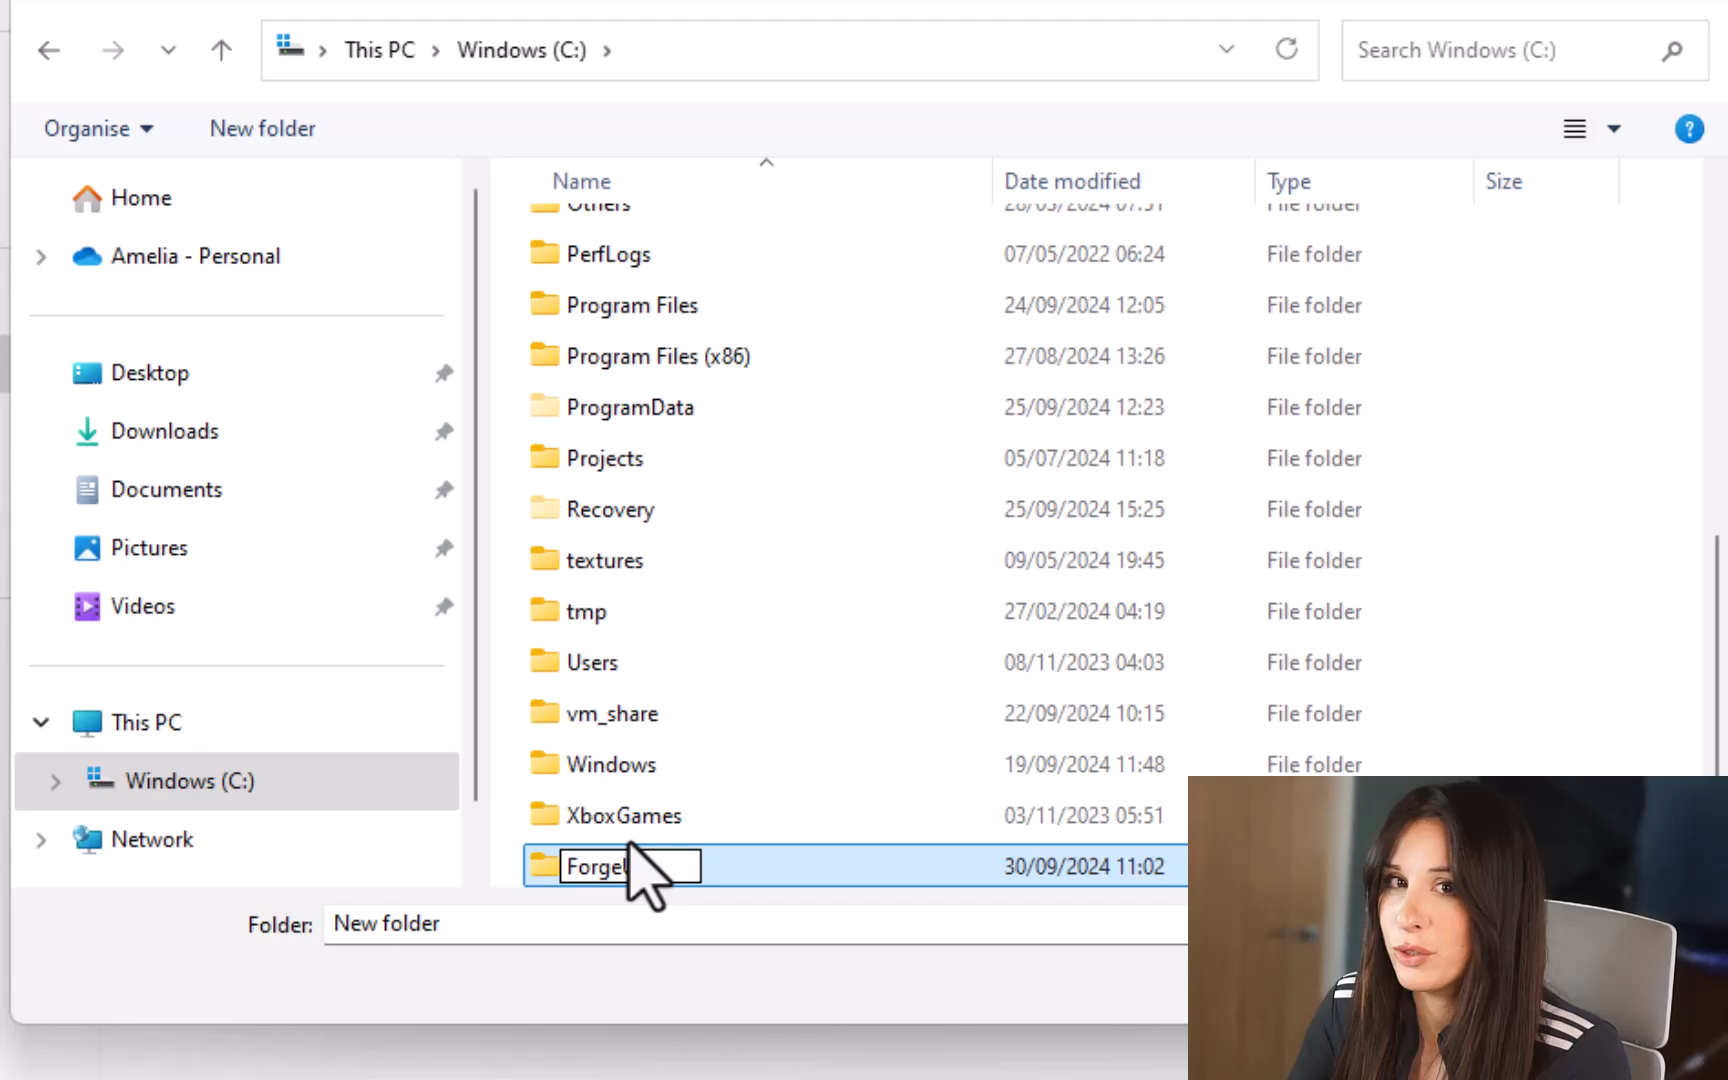 This PC > Windows (C:) >
Search Windows (C:)
Organise
New folder
?
Name
Date modified
Type
Size
Home
Amelia - Personal
Desktop
Downloads
Documents
Pictures
Videos
This PC
Windows (C:)
Network
Others
PerfLogs 07/05/2022 06:24 File folder
Program Files 24/09/2024 12:05 File folder
Program Files (x86) 27/08/2024 13:26 File folder
ProgramData 25/09/2024 12:23 File folder
Projects 05/07/2024 11:18 File folder
Recovery 25/09/2024 15:25 File folder
textures 09/05/2024 19:45 File folder
tmp 27/02/2024 04:19 File folder
Users 08/11/2023 04:03 File folder
vm_share 22/09/2024 10:15 File folder
Windows 19/09/2024 11:48 File folder
XboxGames 03/11/2023 05:51
30/09/2024 11:02
Folder: New folder